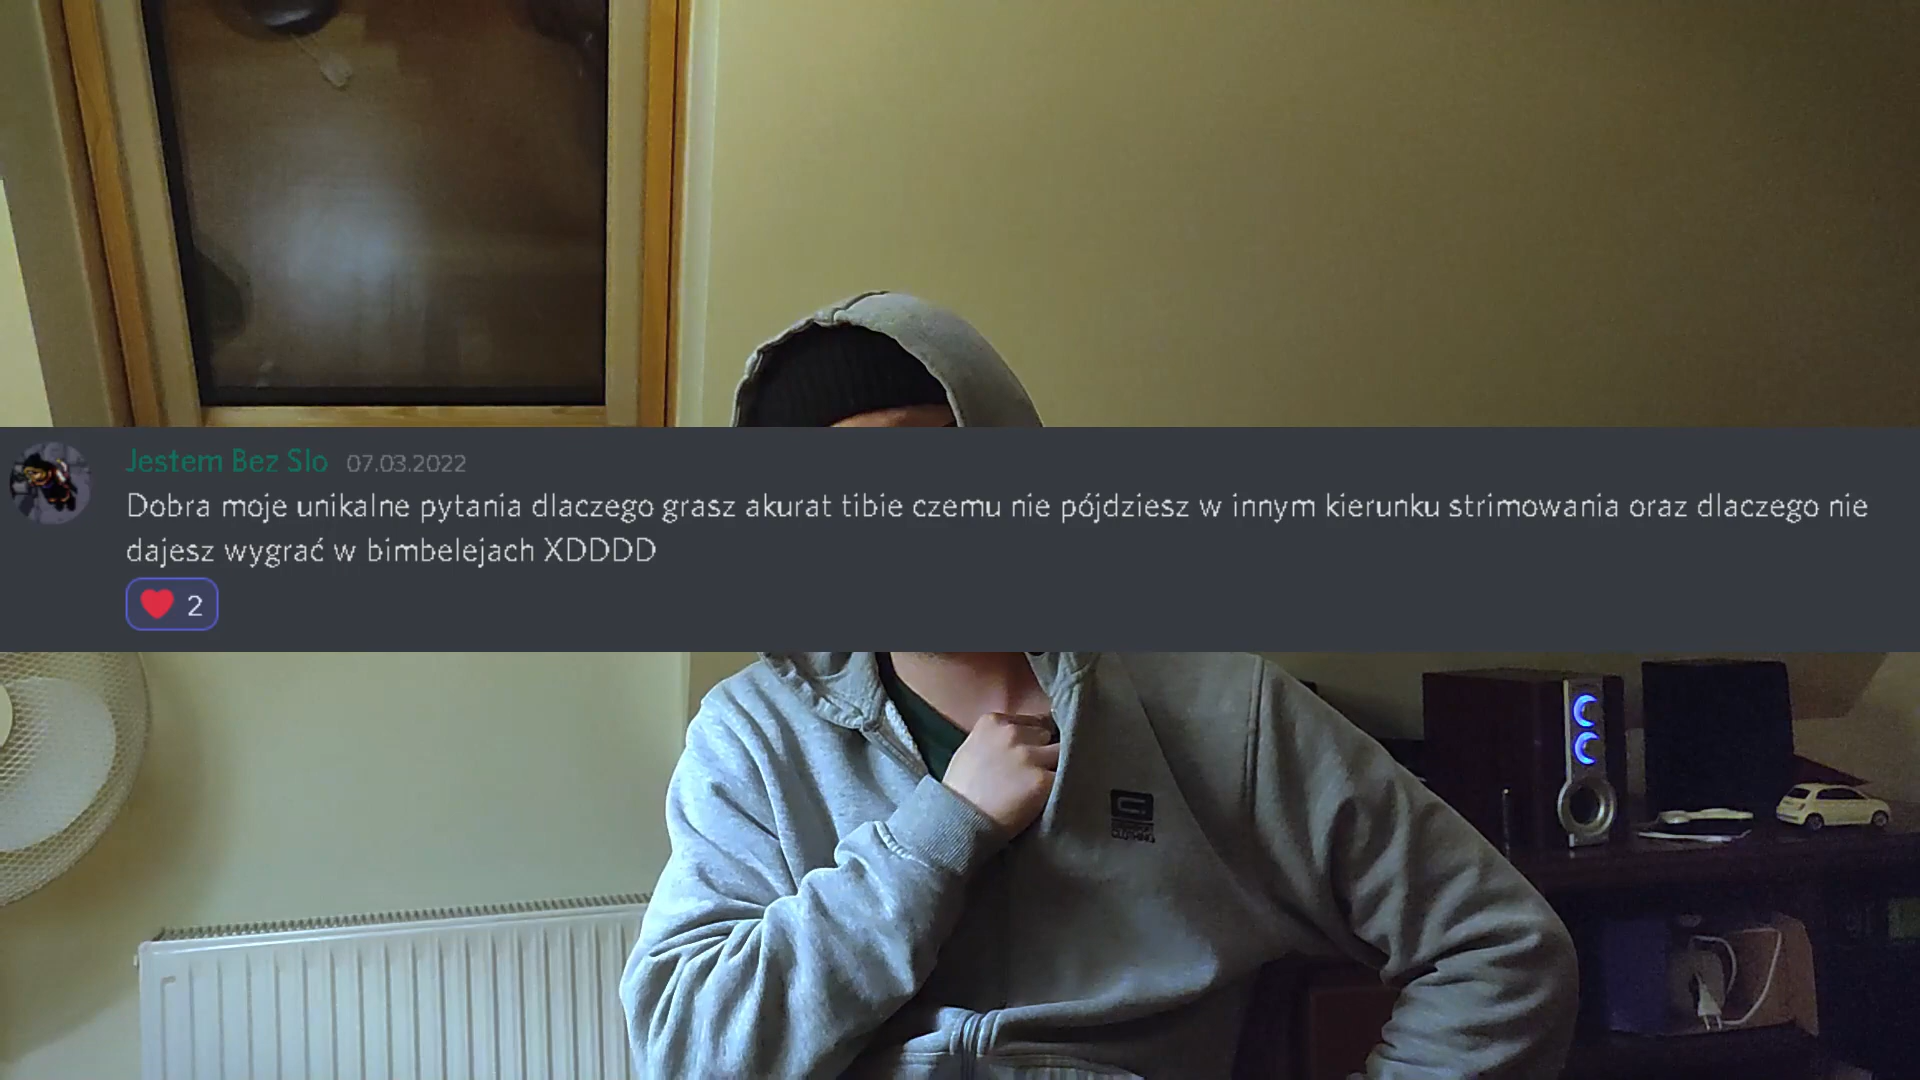 Jestem Bez Slo 07.03.2022
Dobra moje unikalne pytania dlaczego grasz akurat tibie czemu nie pójdziesz w innym kierunku strimowania oraz dlaczego nie
dajesz wygrać w bimbelejach XDDDD
2